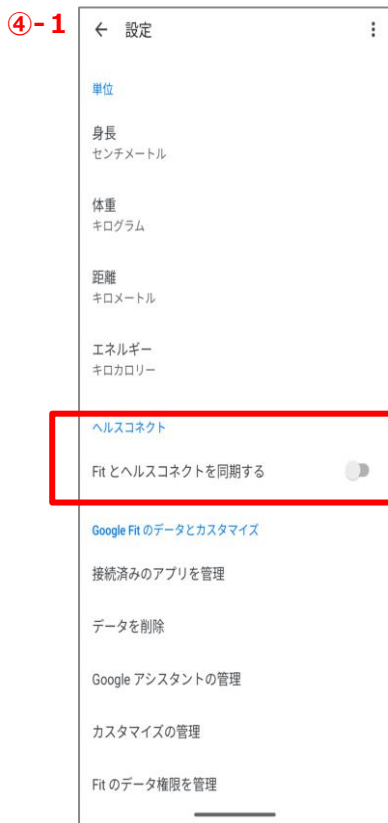 ④-1
← 設定
単位
身長
センチメートル
体重
キログラム
距離
キロメートル
エネルギー
キロカロリー
ヘルスコネクト
Fit とヘルスコネクトを同期する
Google Fit のデータとカスタマイズ
接続済みのアプリを管理
データを削除
Google アシスタントの管理
カスタマイズの管理
Fit のデータ権限を管理